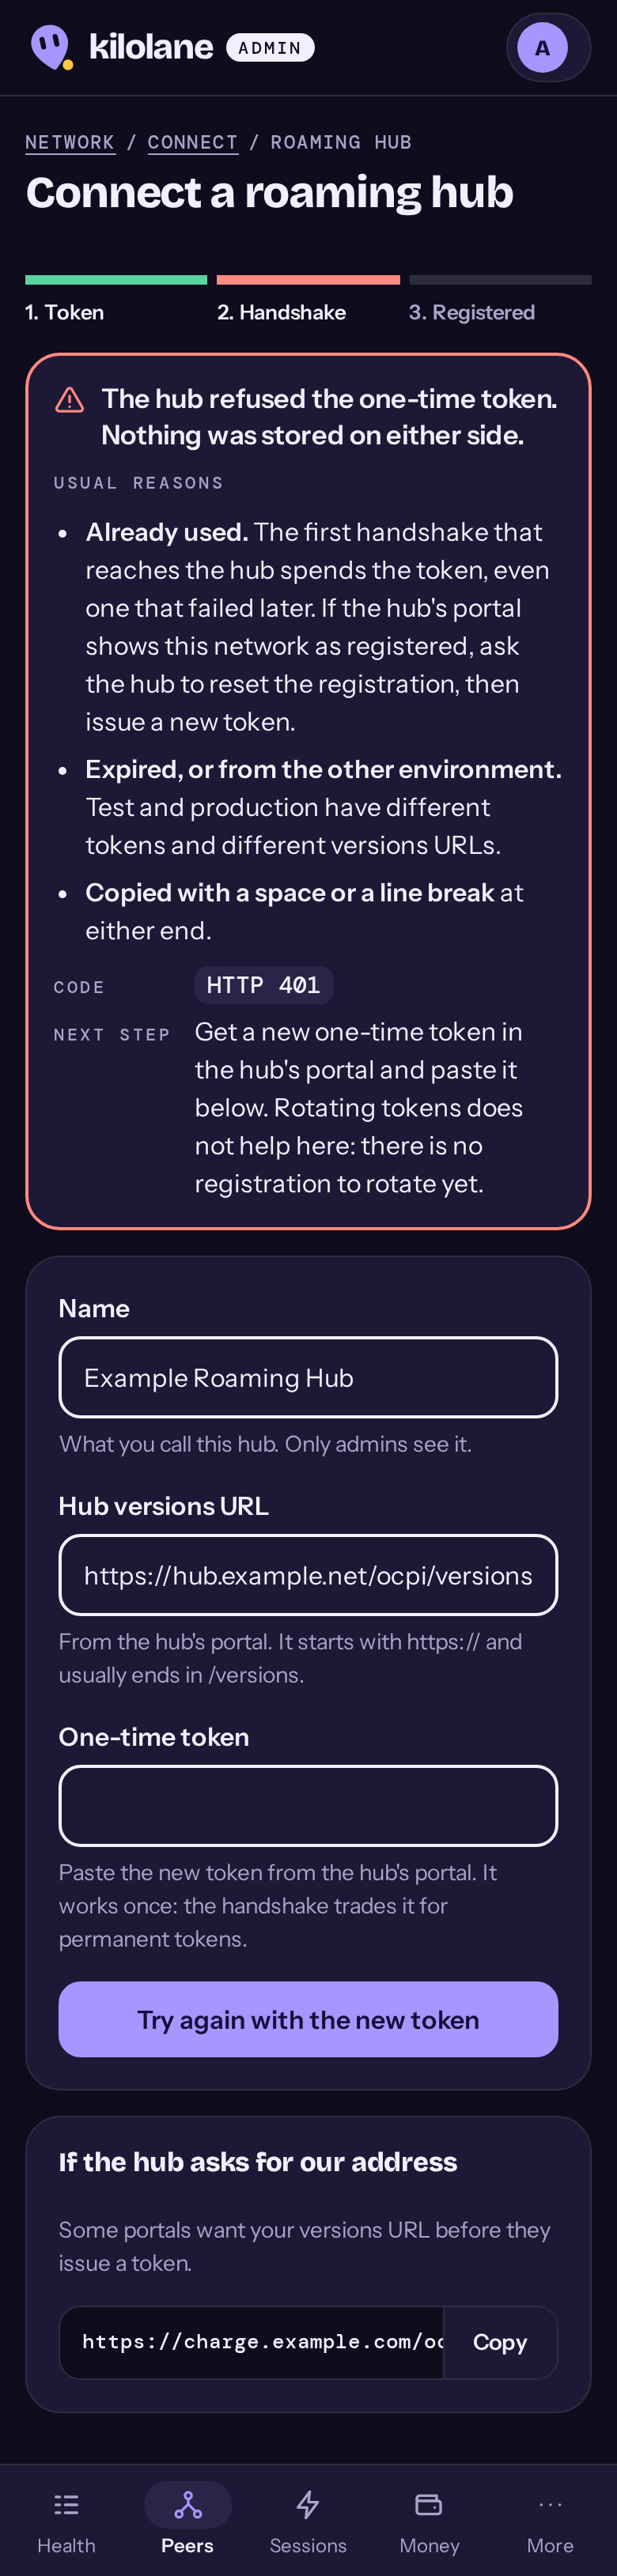 kilolane ADMIN A
NETWORK / CONNECT / ROAMING HUB
Connect a roaming hub
1. Token 2. Handshake 3. Registered
The hub refused the one-time token.
Nothing was stored on either side.
USUAL REASONS
• Already used. The first handshake that
reaches the hub spends the token, even
one that failed later. If the hub's portal
shows this network as registered, ask
the hub to reset the registration, then
issue a new token.
• Expired, or from the other environment.
Test and production have different
tokens and different versions URLs.
• Copied with a space or a line break at
either end.
CODE HTTP 401
NEXT STEP Get a new one-time token in
the hub's portal and paste it
below. Rotating tokens does
not help here: there is no
registration to rotate yet.
Name
Example Roaming Hub
What you call this hub. Only admins see it.
Hub versions URL
https://hub.example.net/ocpi/versions
From the hub's portal. It starts with https:// and
usually ends in /versions.
One-time token
Paste the new token from the hub's portal. It
works once: the handshake trades it for
permanent tokens.
Try again with the new token
If the hub asks for our address
Some portals want your versions URL before they
issue a token.
https://charge.example.com/oc Copy
Health Peers Sessions Money More